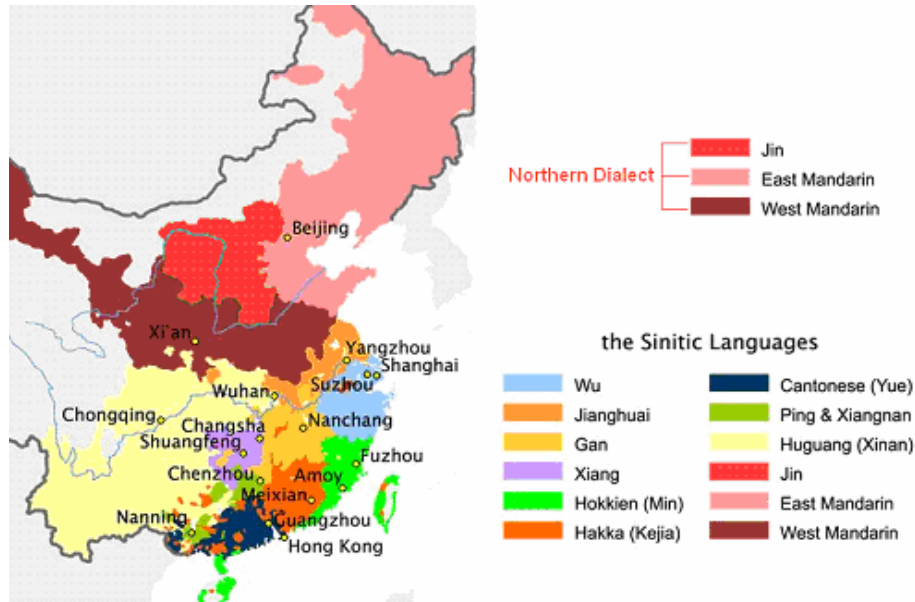 Jin
Northern Dialect
East Mandarin
West Mandarin
Beijing
Xi'an
Yangzhou
Shanghai
Suzhou
Wuhan
Chongqing
Changsha
Nanchang
Shuangfeng
Fuzhou
Chenzhou
Amoy
Meixian
Nanning
Guangzhou
Hong Kong
the Sinitic Languages
Wu
Cantonese (Yue)
Jianghuai
Ping & Xiangnan
Gan
Huguang (Xinan)
Xiang
Jin
Hokkien (Min)
East Mandarin
Hakka (Kejia)
West Mandarin